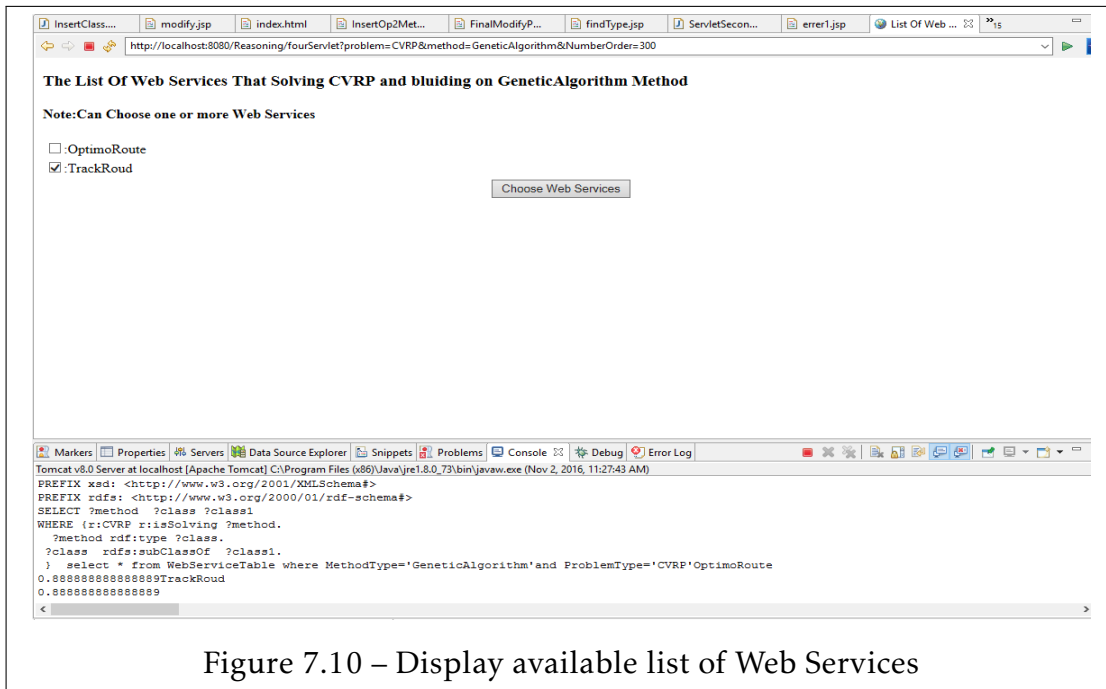 InsertClass.... modify.jsp index.html InsertOp2Met... FinalModifyP... findType.jsp ServletSecon... errer1.jsp List Of Web ... »15
http://localhost:8080/Reasoning/fourServlet?problem=CVRP&method=GeneticAlgorithm&NumberOrder=300
The List Of Web Services That Solving CVRP and bluiding on GeneticAlgorithm Method
Note:Can Choose one or more Web Services
:OptimoRoute
:TrackRoud
Choose Web Services
Markers Properties Servers Data Source Explorer Snippets Problems Console Debug Error Log
Tomcat v8.0 Server at localhost [Apache Tomcat] C:\Program Files (x86)\Java\jre1.8.0_73\bin\javaw.exe (Nov 2, 2016, 11:27:43 AM)
PREFIX xsd: <http://www.w3.org/2001/XMLSchema#>
PREFIX rdfs: <http://www.w3.org/2000/01/rdf-schema#>
SELECT ?method ?class ?class1
WHERE {r:CVRP r:isSolving ?method.
?method rdf:type ?class.
?class rdfs:subClassOf ?class1.
} select * from WebServiceTable where MethodType='GeneticAlgorithm'and ProblemType='CVRP'OptimoRoute
0.888888888888889TrackRoud
0.888888888888889
Figure 7.10 – Display available list of Web Services